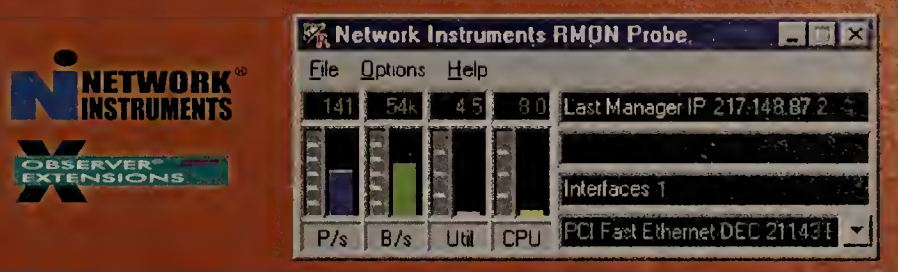 NETWORK®
INSTRUMENTS
OBSERVER®
EXTENSIONS
Network Instruments RMON Probe
File Options Help
141 54k 4.5 8.0
P/s B/s Util CPU
Last Manager IP 217.148.87.2
Interfaces 1
PCI Fast Ethernet DEC 21143 F